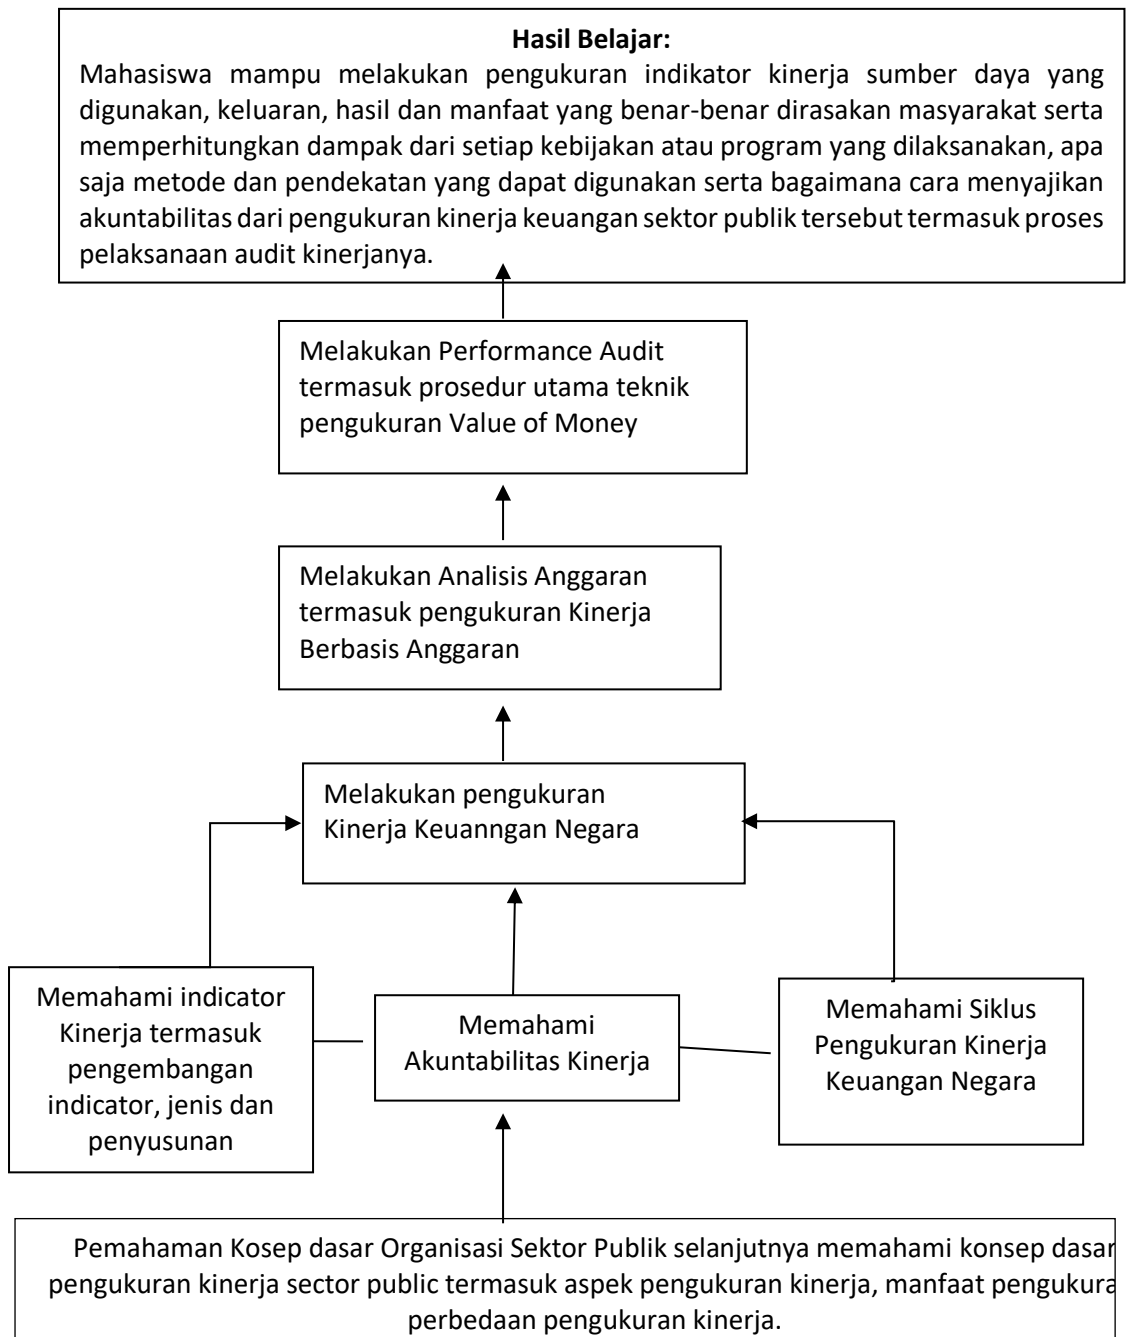 Hasil Belajar:
Mahasiswa mampu melakukan pengukuran indikator kinerja sumber daya yang
digunakan, keluaran, hasil dan manfaat yang benar-benar dirasakan masyarakat serta
memperhitungkan dampak dari setiap kebijakan atau program yang dilaksanakan, apa
saja metode dan pendekatan yang dapat digunakan serta bagaimana cara menyajikan
akuntabilitas dari pengukuran kinerja keuangan sektor publik tersebut termasuk proses
pelaksanaan audit kinerjanya.
Melakukan Performance Audit
termasuk prosedur utama teknik
pengukuran Value of Money
Melakukan Analisis Anggaran
termasuk pengukuran Kinerja
Berbasis Anggaran
Melakukan pengukuran
Kinerja Keuanngan Negara
Memahami indicator
Kinerja termasuk
pengembangan
indicator, jenis dan
penyusunan
Memahami
Akuntabilitas Kinerja
Memahami Siklus
Pengukuran Kinerja
Keuangan Negara
Pemahaman Kosep dasar Organisasi Sektor Publik selanjutnya memahami konsep dasar
pengukuran kinerja sector public termasuk aspek pengukuran kinerja, manfaat pengukura
perbedaan pengukuran kinerja.